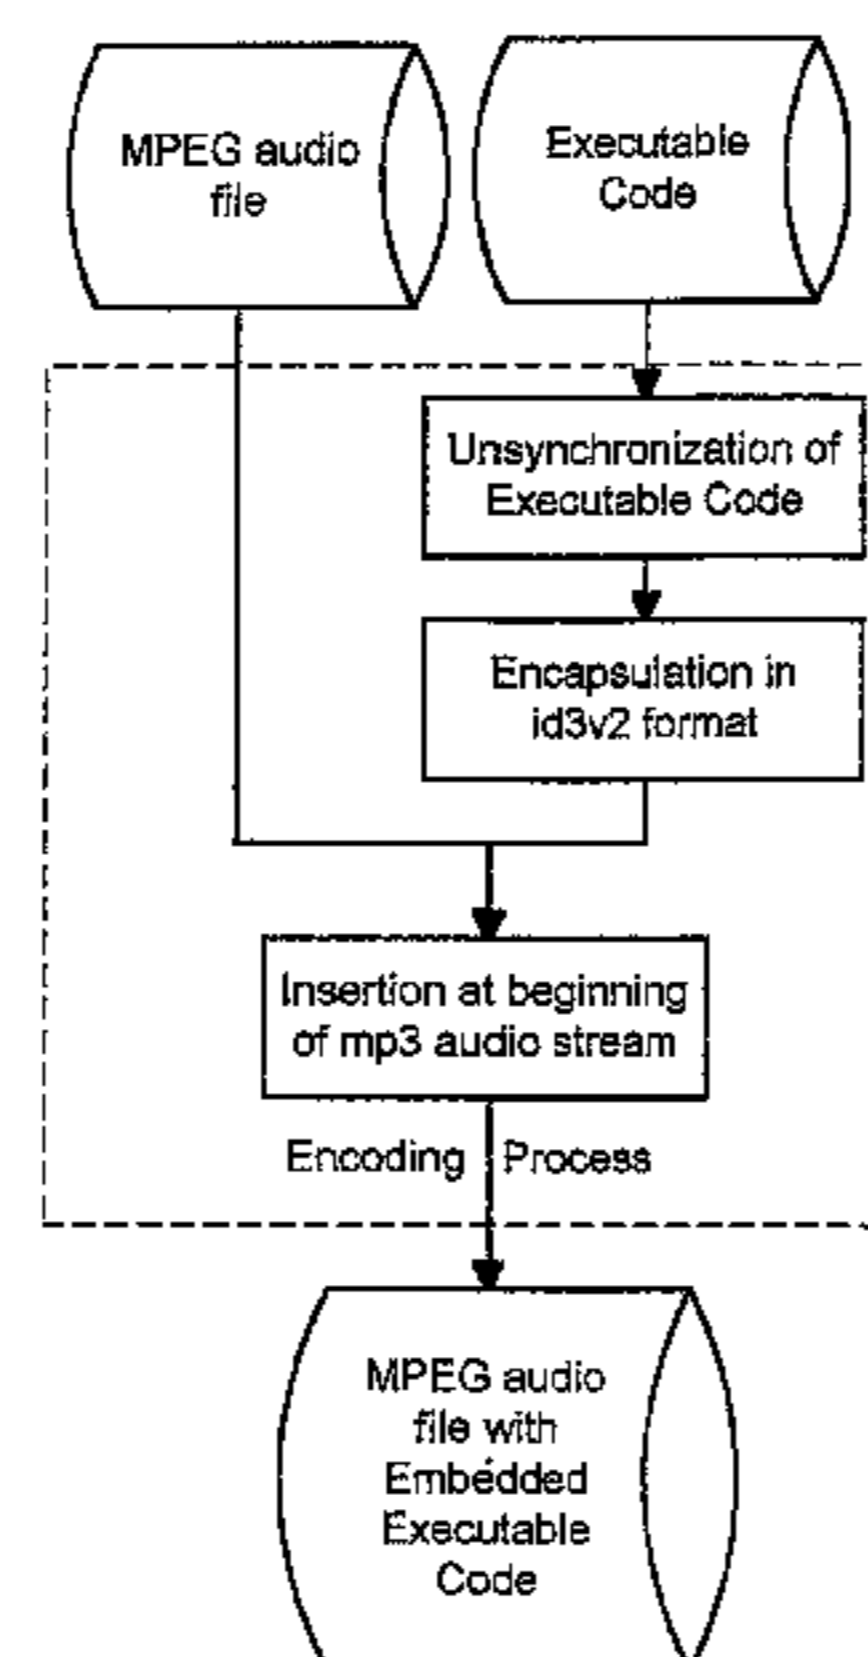 MPEG audio
file
Executable
Code
Unsynchronization of
Executable Code
Encapsulation in
id3v2 format
Insertion at beginning
of mp3 audio stream
Encoding Process
MPEG audio
file with
Embedded
Executable
Code